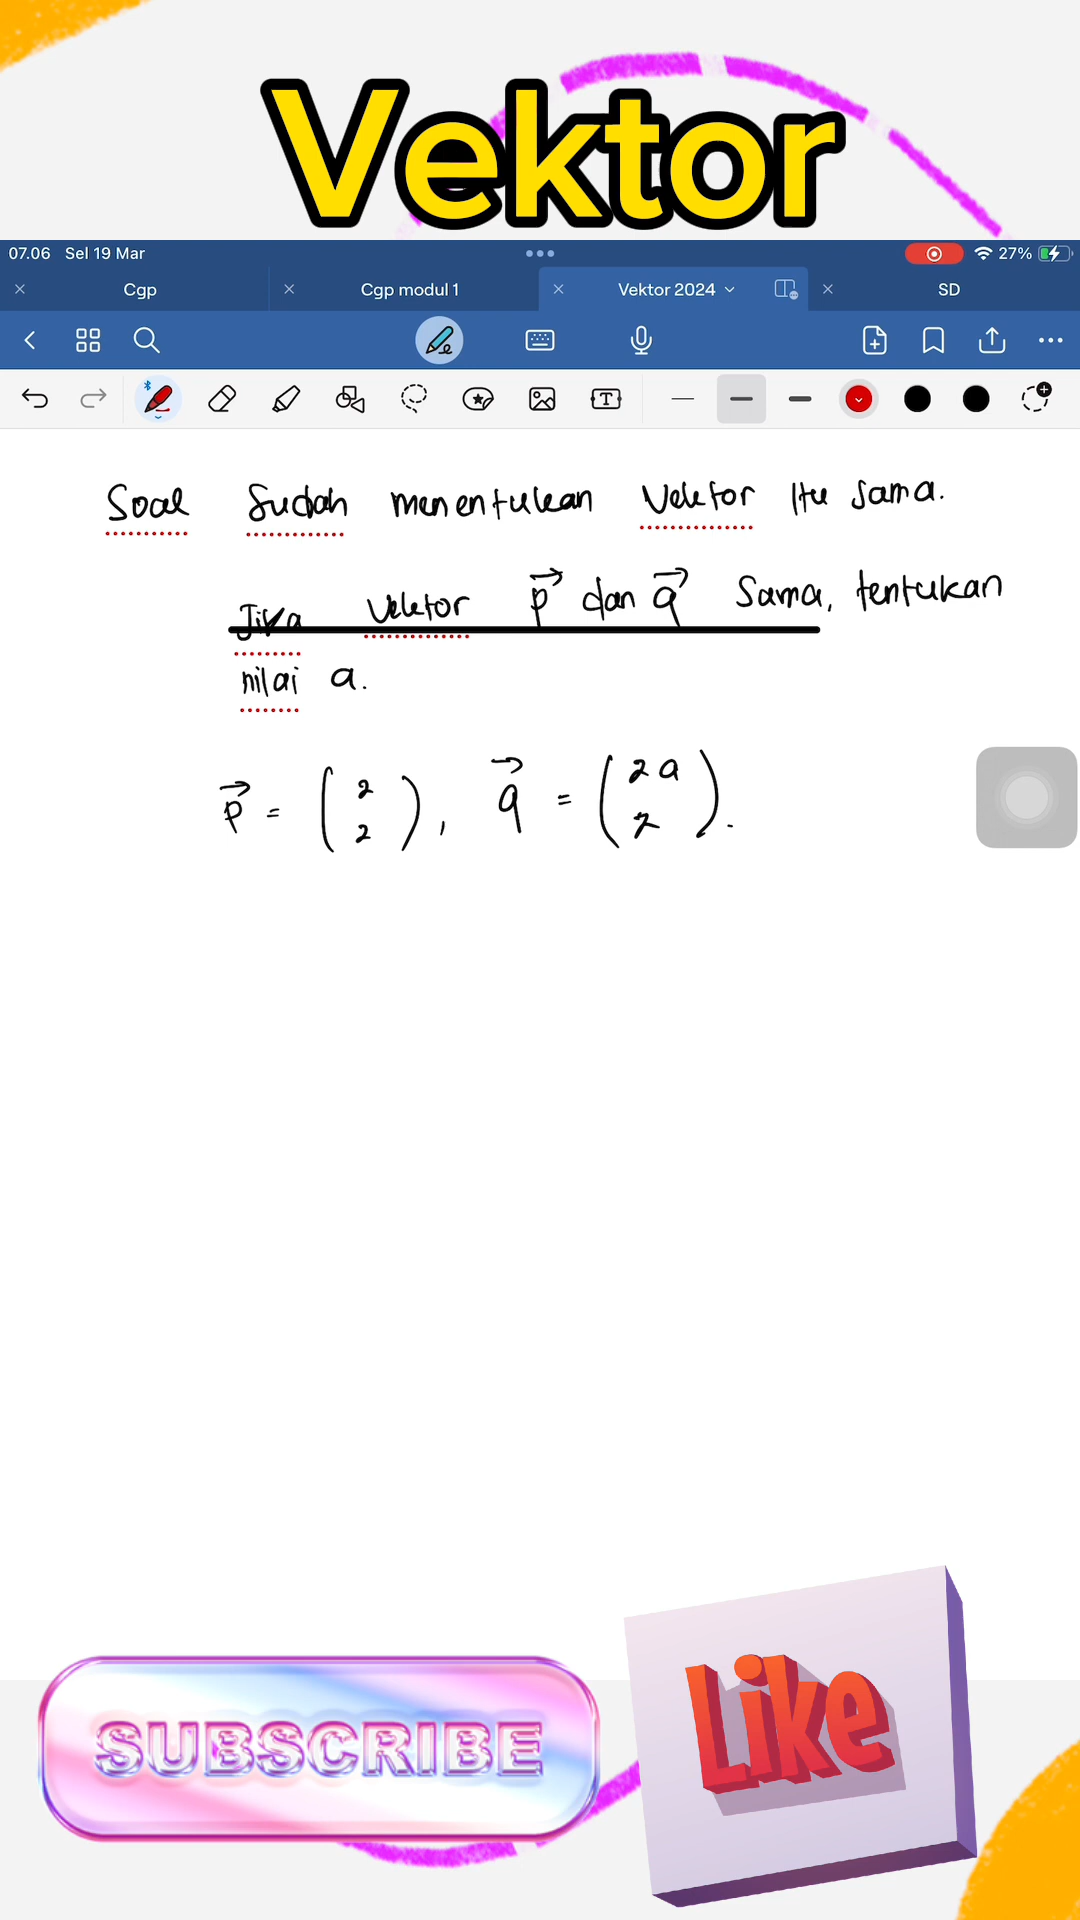 Vektor
07.06 Sel 19 Mar 27%
Cgp Cgp modul 1 Vektor 2024 SD
Soal Sudah menentukan Vektor Itu Sama.
Jika Vektor p⃗ dan q⃗ Sama, tentukan
nilai a.
p⃗ = (2 2), q⃗ = (2a 2).
SUBSCRIBE
Like